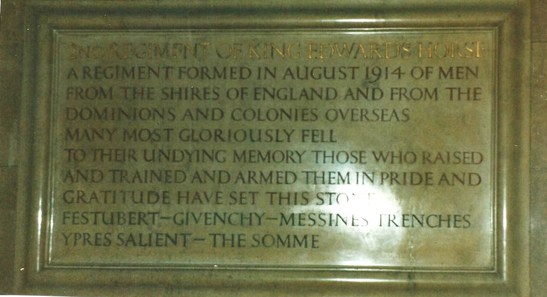 2ND REGIMENT OF KING EDWARD'S HORSE
A REGIMENT FORMED IN AUGUST 1914 OF MEN
FROM THE SHIRES OF ENGLAND AND FROM THE
DOMINIONS AND COLONIES OVERSEAS
MANY MOST GLORIOUSLY FELL
TO THEIR UNDYING MEMORY THOSE WHO RAISED
AND TRAINED AND ARMED THEM IN PRIDE AND
GRATITUDE HAVE SET THIS STONE
FESTUBERT—GIVENCHY—MESSINES TRENCHES
YPRES SALIENT—THE SOMME